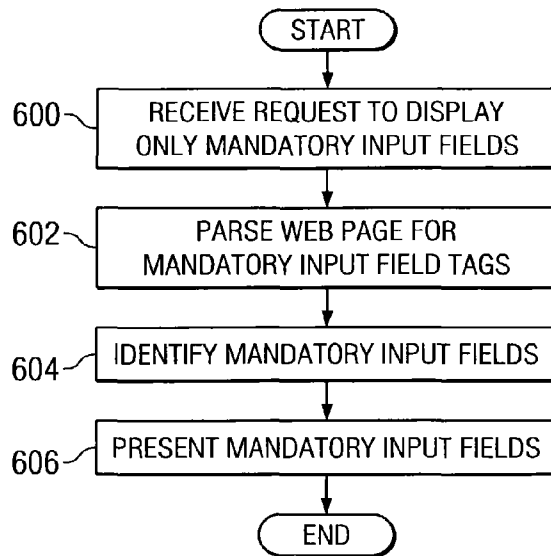 START
600
RECEIVE REQUEST TO DISPLAY
ONLY MANDATORY INPUT FIELDS
602
PARSE WEB PAGE FOR
MANDATORY INPUT FIELD TAGS
604
IDENTIFY MANDATORY INPUT FIELDS
606
PRESENT MANDATORY INPUT FIELDS
END